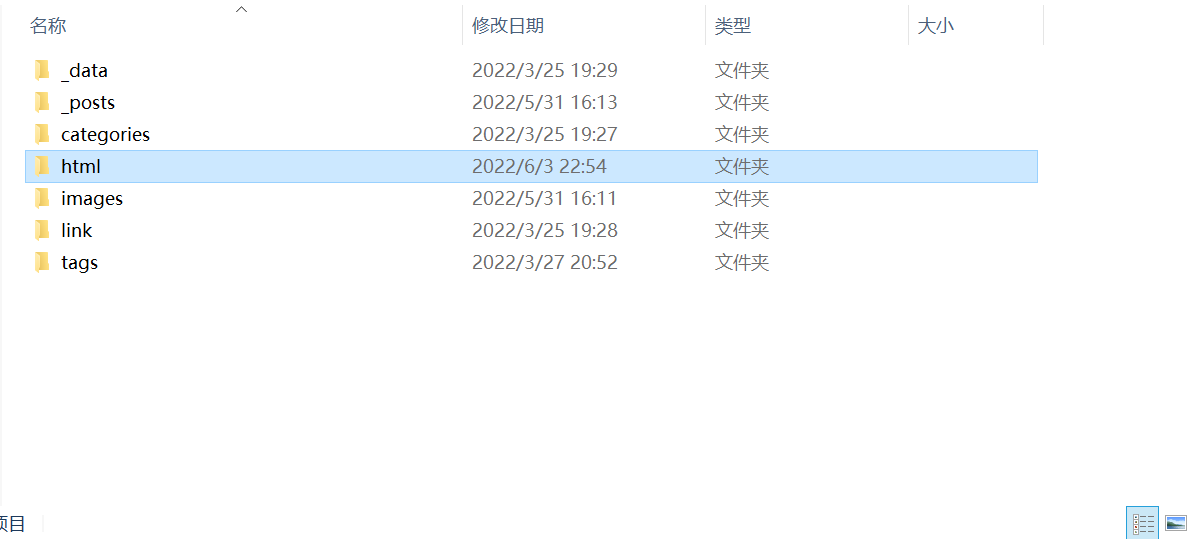 名称 修改日期 类型 大小
_data 2022/3/25 19:29 文件夹
_posts 2022/5/31 16:13 文件夹
categories 2022/3/25 19:27 文件夹
html 2022/6/3 22:54 文件夹
images 2022/5/31 16:11 文件夹
link 2022/3/25 19:28 文件夹
tags 2022/3/27 20:52 文件夹
项目